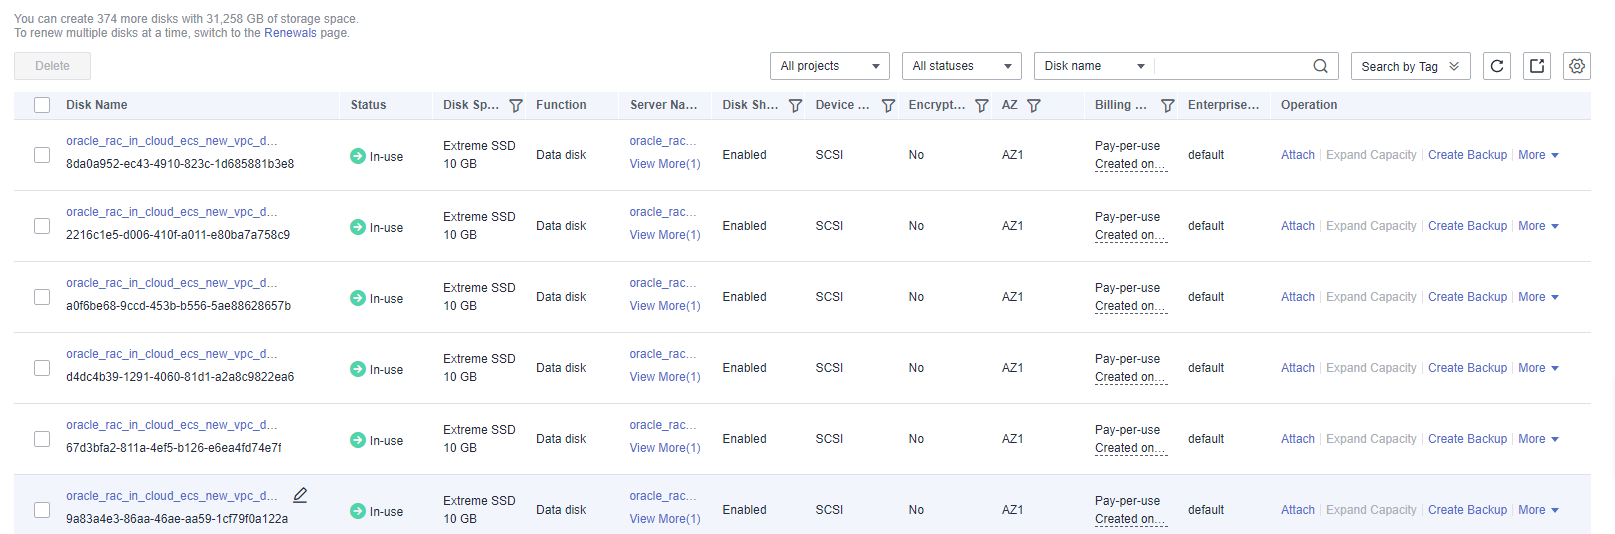 You can create 374 more disks with 31,258 GB of storage space.
To renew multiple disks at a time, switch to the Renewals page.
Delete All projects All statuses Disk name Search by Tag
Disk Name Status Disk Sp... Function Server Na... Disk Sh... Device ... Encrypt... AZ Billing ... Enterprise... Operation
oracle_rac_in_cloud_ecs_new_vpc_d...
8da0a952-ec43-4910-823c-1d685881b3e8
In-use
Extreme SSD
10 GB
Data disk
oracle_rac...
View More(1)
Enabled
SCSI
No
AZ1
Pay-per-use
Created on...
default
Attach Expand Capacity Create Backup More
oracle_rac_in_cloud_ecs_new_vpc_d...
2216c1e5-d006-410f-a011-e80ba7a758c9
In-use
Extreme SSD
10 GB
Data disk
oracle_rac...
View More(1)
Enabled
SCSI
No
AZ1
Pay-per-use
Created on...
default
Attach Expand Capacity Create Backup More
oracle_rac_in_cloud_ecs_new_vpc_d...
a0f6be68-9ccd-453b-b556-5ae88628657b
In-use
Extreme SSD
10 GB
Data disk
oracle_rac...
View More(1)
Enabled
SCSI
No
AZ1
Pay-per-use
Created on...
default
Attach Expand Capacity Create Backup More
oracle_rac_in_cloud_ecs_new_vpc_d...
d4dc4b39-1291-4060-81d1-a2a8c9822ea6
In-use
Extreme SSD
10 GB
Data disk
oracle_rac...
View More(1)
Enabled
SCSI
No
AZ1
Pay-per-use
Created on...
default
Attach Expand Capacity Create Backup More
oracle_rac_in_cloud_ecs_new_vpc_d...
67d3bfa2-811a-4ef5-b126-e6ea4fd74e7f
In-use
Extreme SSD
10 GB
Data disk
oracle_rac...
View More(1)
Enabled
SCSI
No
AZ1
Pay-per-use
Created on...
default
Attach Expand Capacity Create Backup More
oracle_rac_in_cloud_ecs_new_vpc_d...
9a83a4e3-86aa-46ae-aa59-1cf79f0a122a
In-use
Extreme SSD
10 GB
Data disk
oracle_rac...
View More(1)
Enabled
SCSI
No
AZ1
Pay-per-use
Created on...
default
Attach Expand Capacity Create Backup More